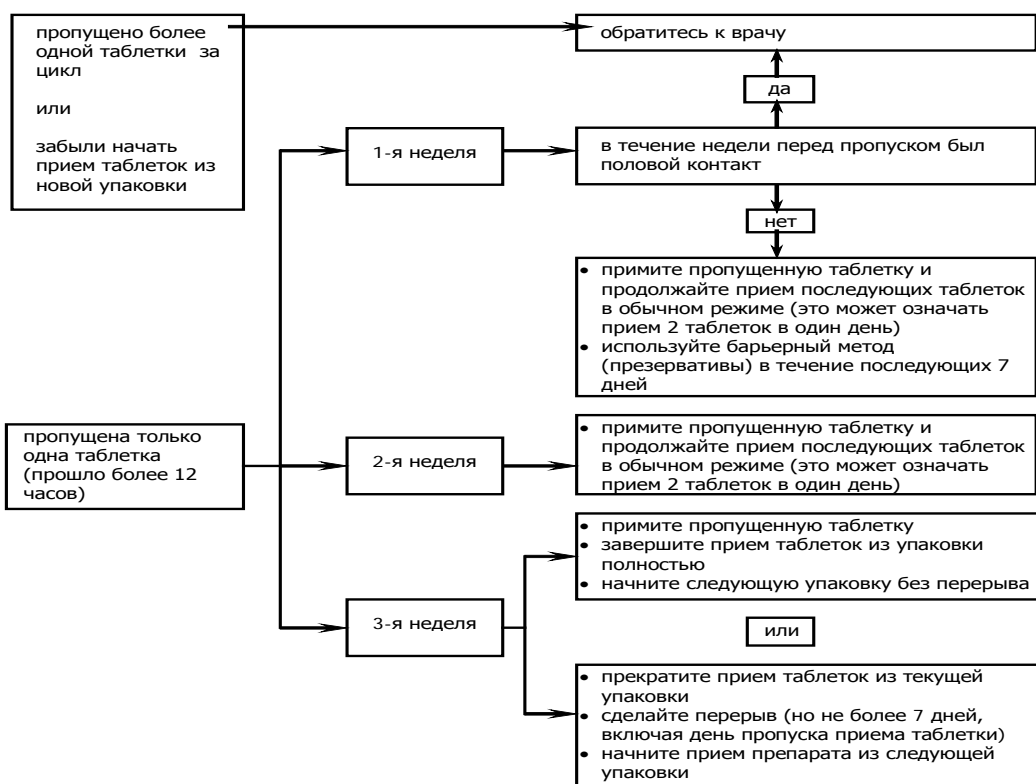 пропущено более
одной таблетки за
цикл
или
забыли начать
прием таблеток из
новой упаковки
обратитесь к врачу
да
1-я неделя
в течение недели перед пропуском был
половой контакт
нет
• примите пропущенную таблетку и
продолжайте прием последующих таблеток
в обычном режиме (это может означать
прием 2 таблеток в один день)
• используйте барьерный метод
(презервативы) в течение последующих 7
дней
пропущена только
одна таблетка
(прошло более 12
часов)
2-я неделя
• примите пропущенную таблетку и
продолжайте прием последующих таблеток
в обычном режиме (это может означать
прием 2 таблеток в один день)
3-я неделя
• примите пропущенную таблетку
• завершите прием таблеток из упаковки
полностью
• начните следующую упаковку без перерыва
или
• прекратите прием таблеток из текущей
упаковки
• сделайте перерыв (но не более 7 дней,
включая день пропуска приема таблетки)
• начните прием препарата из следующей
упаковки